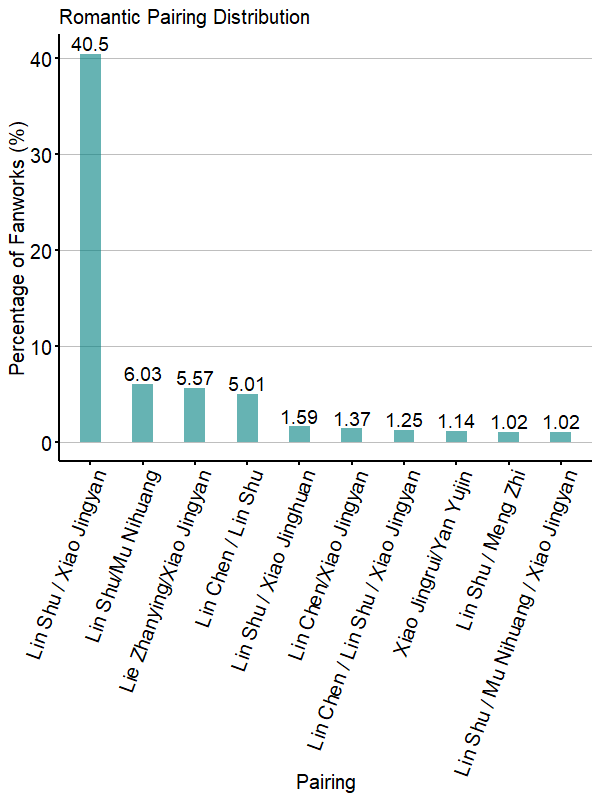 Romantic Pairing Distribution
Percentage of Fanworks (%)
40
30
20
10
0
40.5
6.03
5.57
5.01
1.59
1.37
1.25
1.14
1.02
1.02
Lin Shu / Xiao Jingyan
Lin Shu/Mu Nihuang
Lie Zhanying/Xiao Jingyan
Lin Chen / Lin Shu
Lin Shu / Xiao Jinghuan
Lin Chen/Xiao Jingyan
Lin Chen / Lin Shu / Xiao Jingyan
Xiao Jingrui/Yan Yujin
Lin Shu / Meng Zhi
Lin Shu / Mu Nihuang / Xiao Jingyan
Pairing